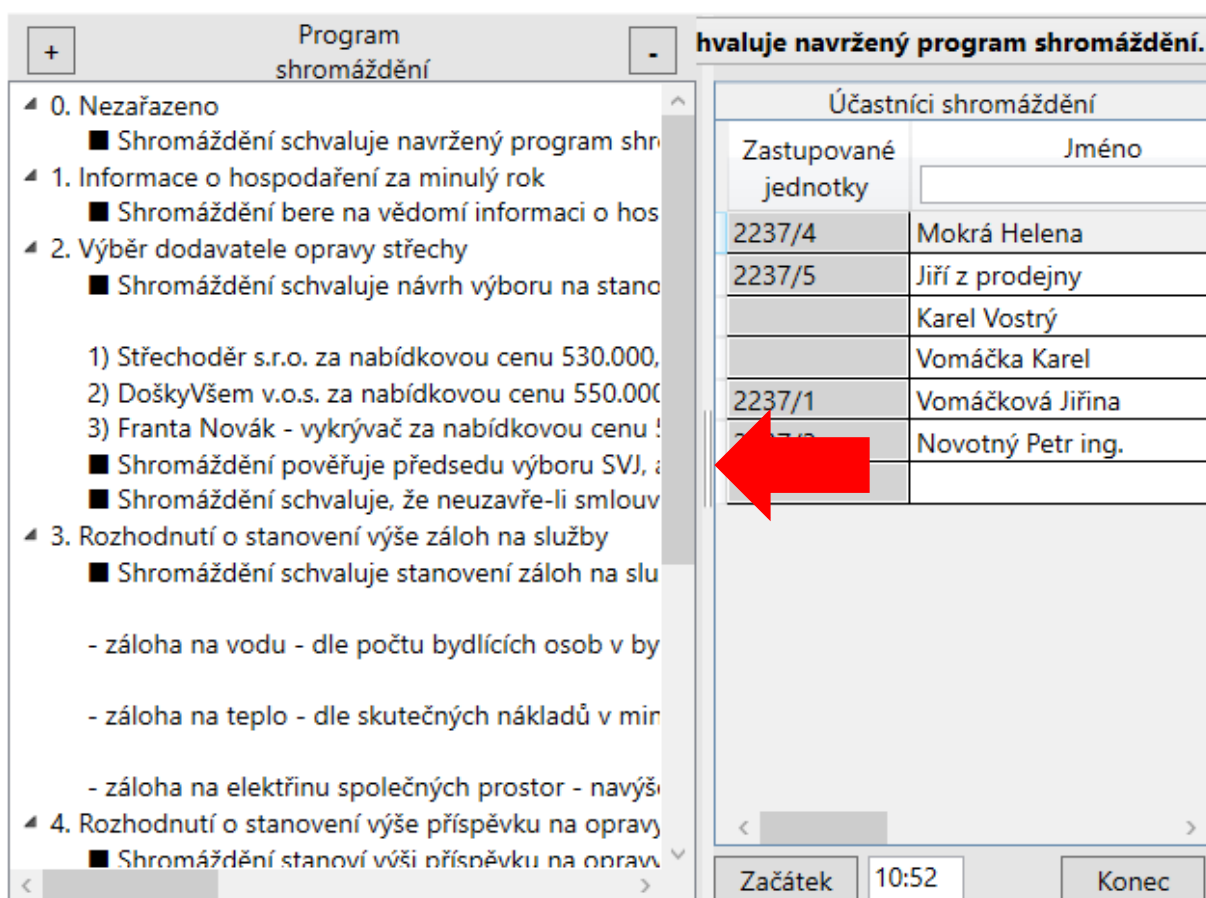 +
Program
shromáždění
-
hvaluje navržený program shromáždění.
0. Nezařazeno
■ Shromáždění schvaluje navržený program shr
1. Informace o hospodaření za minulý rok
■ Shromáždění bere na vědomí informaci o hos
2. Výběr dodavatele opravy střechy
■ Shromáždění schvaluje návrh výboru na stano
1) Střechoděr s.r.o. za nabídkovou cenu 530.000,
2) DoškyVšem v.o.s. za nabídkovou cenu 550.000
3) Franta Novák - vykrývač za nabídkovou cenu
■ Shromáždění pověřuje předsedu výboru SVJ, a
■ Shromáždění schvaluje, že neuzavře-li smlouv
3. Rozhodnutí o stanovení výše záloh na služby
■ Shromáždění schvaluje stanovení záloh na slu
- záloha na vodu - dle počtu bydlících osob v by
- záloha na teplo - dle skutečných nákladů v min
- záloha na elektřinu společných prostor - navýš
4. Rozhodnutí o stanovení výše příspěvku na opravy
■ Shromáždění stanoví výši příspěvku na opravy
Účastníci shromáždění
Zastupované
jednotky
Jméno
2237/4 Mokrá Helena
2237/5 Jiří z prodejny
Karel Vostrý
Vomáčka Karel
2237/1 Vomáčková Jiřina
Novotný Petr ing.
Začátek 10:52 Konec